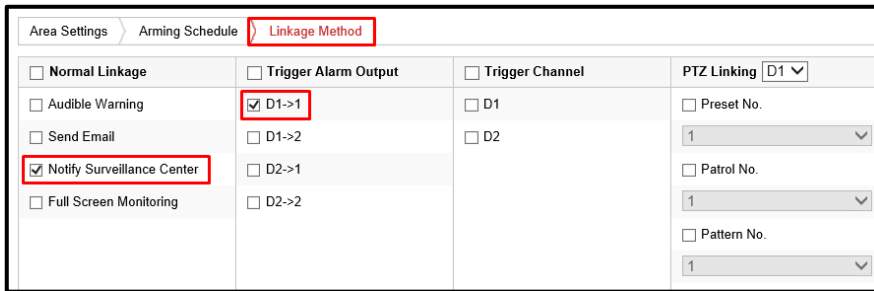 Area Settings Arming Schedule Linkage Method
Normal Linkage Trigger Alarm Output Trigger Channel PTZ Linking D1
Audible Warning D1->1 D1 Preset No.
Send Email D1->2 D2 1
Notify Surveillance Center D2->1 Patrol No.
Full Screen Monitoring D2->2 1
Pattern No.
1